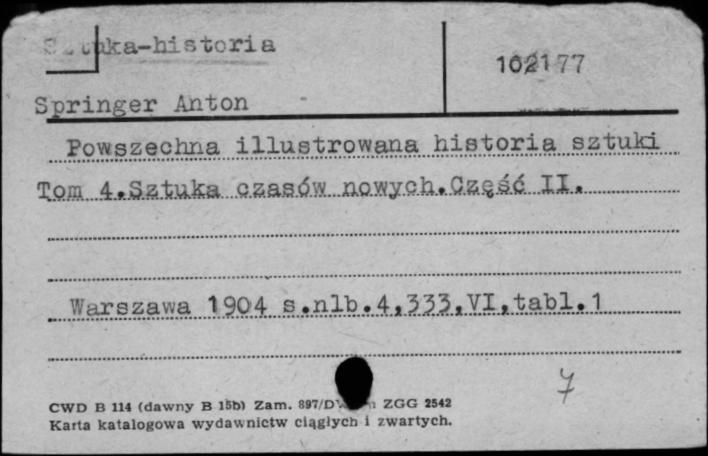 Sztuka-historia
102177
Springer Anton
Powszechna illustrowana historia sztuki
Tom 4.Sztuka czasów nowych.Część II.
Warszawa 1904 s.nlb.4,333,VI,tabl.1
7
CWD B 114 (dawny B 15b) Zam. 897/D ZGG 2542
Karta katalogowa wydawnictw ciągłych i zwartych.